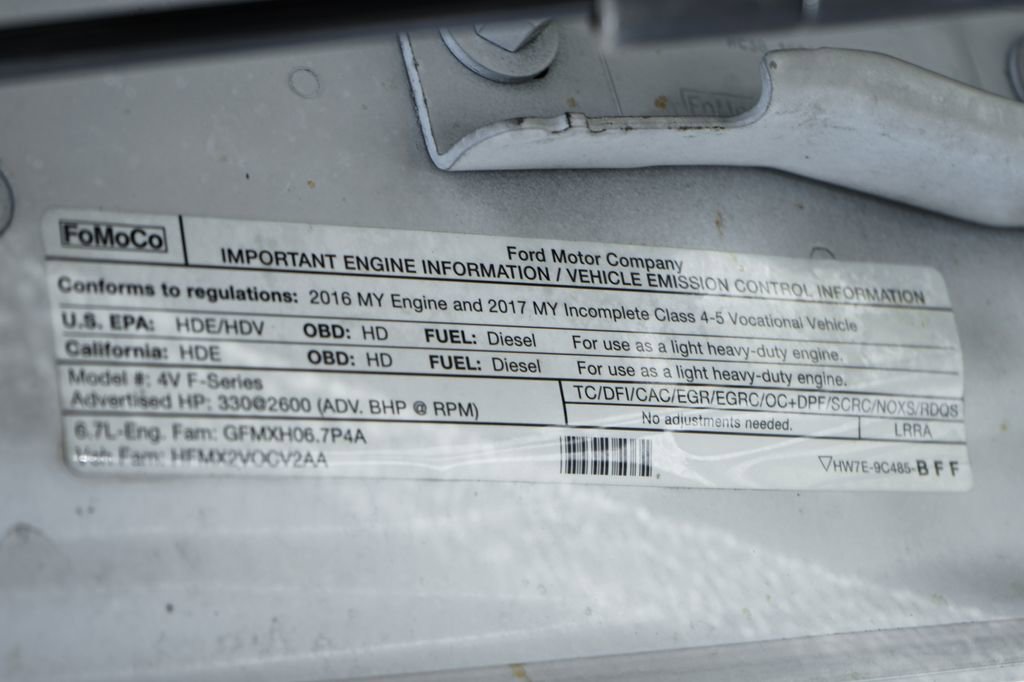 FoMoCo
Ford Motor Company
IMPORTANT ENGINE INFORMATION / VEHICLE EMISSION CONTROL INFORMATION
Conforms to regulations: 2016 MY Engine and 2017 MY Incomplete Class 4-5 Vocational Vehicle
U.S. EPA: HDE/HDV OBD: HD FUEL: Diesel For use as a light heavy-duty engine.
California: HDE OBD: HD FUEL: Diesel For use as a light heavy-duty engine.
Model #: 4V F-Series
Advertised HP: 330@2600 (ADV. BHP @ RPM)
TC/DFI/CAC/EGR/EGRC/OC+DPF/SCRC/NOXS/RDQS
No adjustments needed. LRRA
6.7L-Eng. Fam: GFMXH06.7P4A
Veh Fam: HFMX2VOCV2AA
HW7E-9C485-BFF